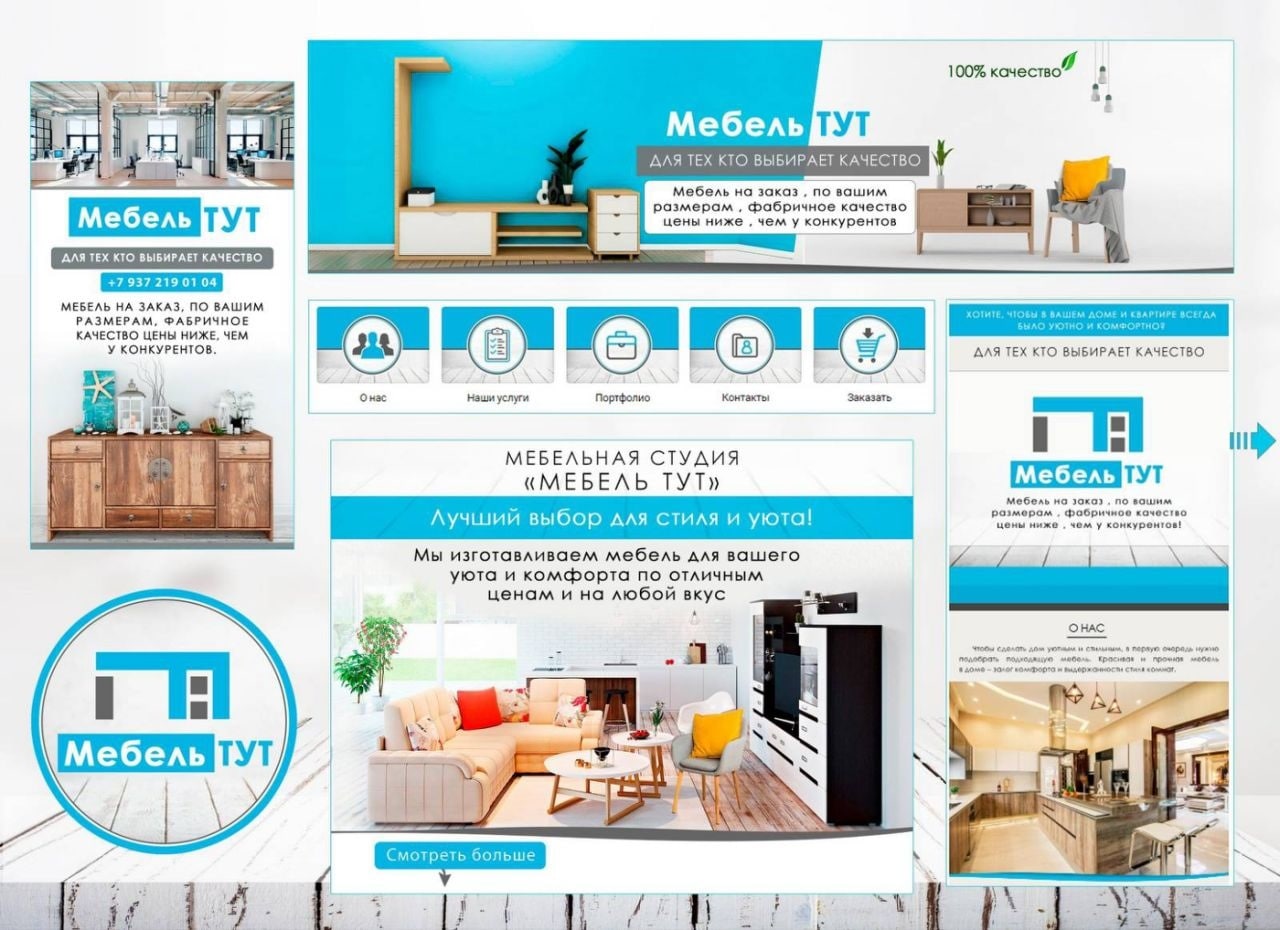 Мебель ТУТ
ДЛЯ ТЕХ КТО ВЫБИРАЕТ КАЧЕСТВО
+7 937 219 01 04
МЕБЕЛЬ НА ЗАКАЗ, ПО ВАШИМ
РАЗМЕРАМ, ФАБРИЧНОЕ
КАЧЕСТВО ЦЕНЫ НИЖЕ, ЧЕМ
У КОНКУРЕНТОВ.
Мебель ТУТ
100% качество
Мебель ТУТ
ДЛЯ ТЕХ КТО ВЫБИРАЕТ КАЧЕСТВО
Мебель на заказ , по вашим
размерам , фабричное качество
цены ниже , чем у конкурентов
О нас
Наши услуги
Портфолио
Контакты
Заказать
МЕБЕЛЬНАЯ СТУДИЯ
«МЕБЕЛЬ ТУТ»
Лучший выбор для стиля и уюта!
Мы изготавливаем мебель для вашего
уюта и комфорта по отличным
ценам и на любой вкус
Смотреть больше
ХОТИТЕ, ЧТОБЫ В ВАШЕМ ДОМЕ И КВАРТИРЕ ВСЕГДА
БЫЛО УЮТНО И КОМФОРТНО?
ДЛЯ ТЕХ КТО ВЫБИРАЕТ КАЧЕСТВО
Мебель ТУТ
Мебель на заказ , по вашим
размерам , фабричное качество
цены ниже , чем у конкурентов!
О НАС
Чтобы сделать дом уютным и стильным, в первую очередь нужно
подобрать подходящую мебель. Красивая и прочная мебель
в доме – залог комфорта и выдержанности стиля комнат.